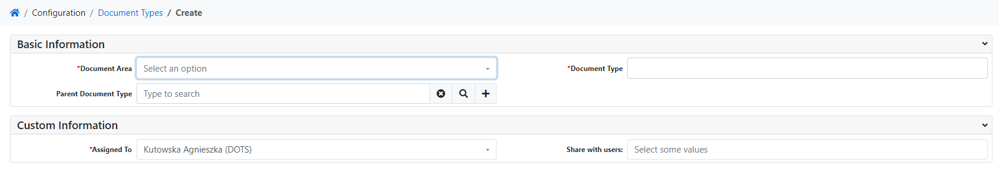 / Configuration / Document Types / Create
Basic Information
*Document Area Select an option *Document Type
Parent Document Type Type to search
Custom Information
*Assigned To Kutowska Agnieszka (DOTS) Share with users: Select some values